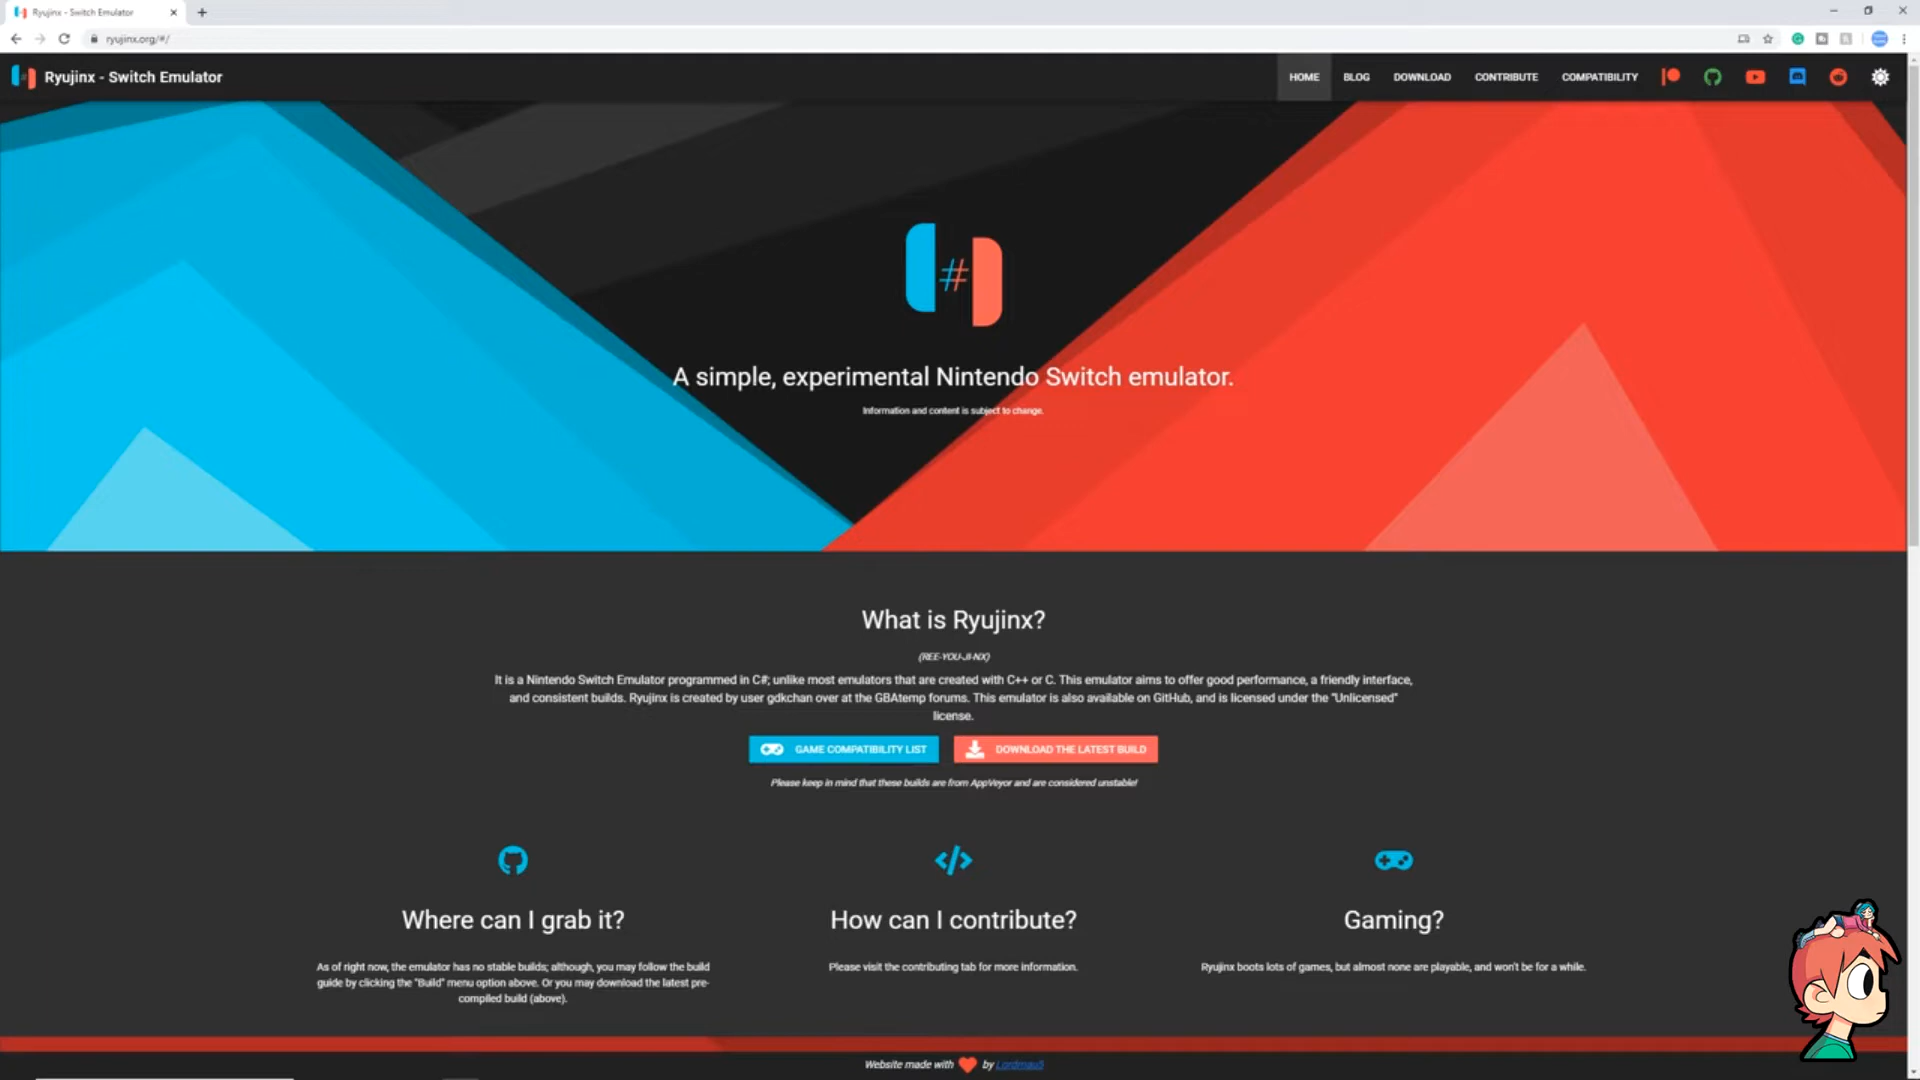 Ryujinx - Switch Emulator
ryujinx.org/#/
Ryujinx - Switch Emulator
HOME
BLOG
DOWNLOAD
CONTRIBUTE
COMPATIBILITY
#
A simple, experimental Nintendo Switch emulator.
Information and content is subject to change.
What is Ryujinx?
(REE-YOU-JI-NX)
It is a Nintendo Switch Emulator programmed in C#; unlike most emulators that are created with C++ or C. This emulator aims to offer good performance, a friendly interface,
and consistent builds. Ryujinx is created by user gdkchan over at the GBAtemp forums. This emulator is also available on GitHub, and is licensed under the "Unlicensed"
license.
GAME COMPATIBILITY LIST
DOWNLOAD THE LATEST BUILD
Please keep in mind that these builds are from AppVeyor and are considered unstable!
Where can I grab it?
As of right now, the emulator has no stable builds; although, you may follow the build
guide by clicking the "Build" menu option above. Or you may download the latest pre-
compiled build (above).
How can I contribute?
Please visit the contributing tab for more information.
Gaming?
Ryujinx boots lots of games, but almost none are playable, and won't be for a while.
Website made with
by Lordmau5